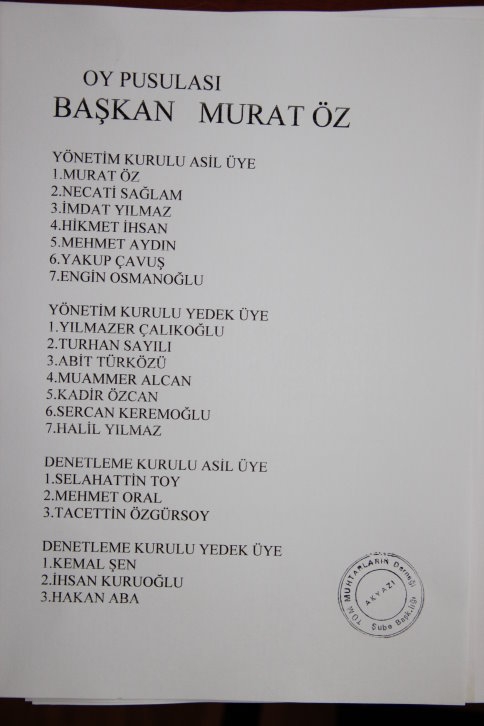 OY PUSULASI
BAŞKAN MURAT ÖZ
YÖNETİM KURULU ASİL ÜYE
1.MURAT ÖZ
2.NECATİ SAĞLAM
3.İMDAT YILMAZ
4.HİKMET İHSAN
5.MEHMET AYDIN
6.YAKUP ÇAVUŞ
7.ENGİN OSMANOĞLU
YÖNETİM KURULU YEDEK ÜYE
1.YILMAZER ÇALIKOĞLU
2.TURHAN SAYILI
3.ABİT TÜRKÖZÜ
4.MUAMMER ALCAN
5.KADİR ÖZCAN
6.SERCAN KEREMOĞLU
7.HALİL YILMAZ
DENETLEME KURULU ASİL ÜYE
1.SELAHATTİN TOY
2.MEHMET ORAL
3.TACETTİN ÖZGÜRSOY
DENETLEME KURULU YEDEK ÜYE
1.KEMAL ŞEN
2.İHSAN KURUOĞLU
3.HAKAN ABA
TÜM MUHTARLARIN Derneği
AKYAZI
Şube Başk.lığı